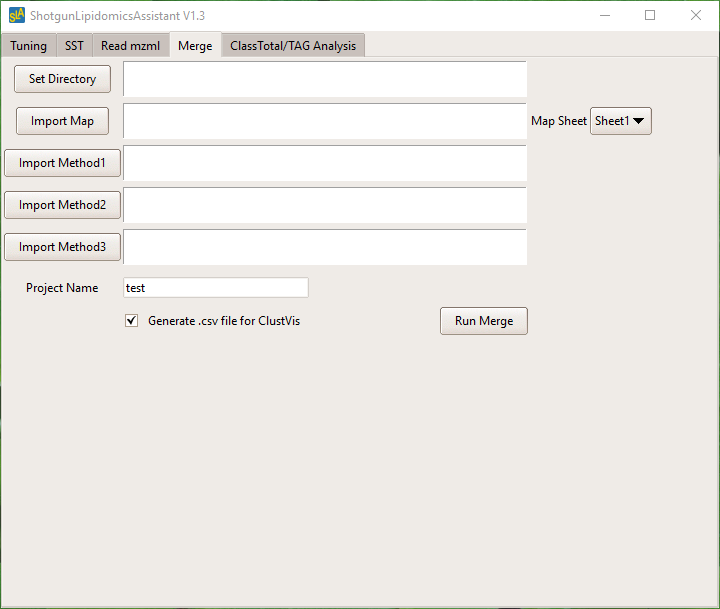 SLA ShotgunLipidomicsAssistant V1.3
Tuning SST Read mzml Merge ClassTotal/TAG Analysis
Set Directory
Import Map Map Sheet Sheet1
Import Method1
Import Method2
Import Method3
Project Name test
Generate .csv file for ClustVis Run Merge